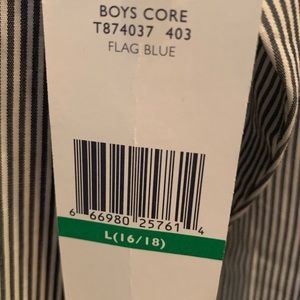 BOYS CORE
T874037 403
FLAG BLUE
6 66980 25761 4
L(16/18)